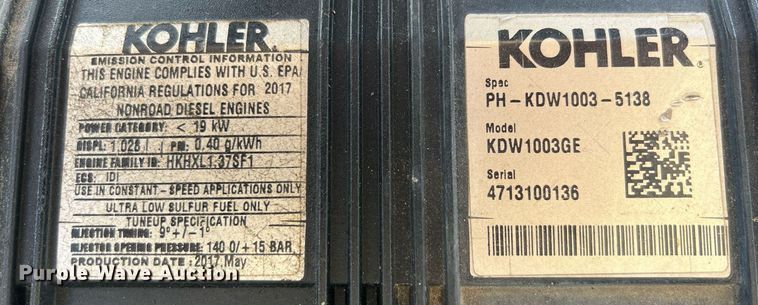 KOHLER
EMISSION CONTROL INFORMATION
THIS ENGINE COMPLIES WITH U.S. EPA/
CALIFORNIA REGULATIONS FOR 2017
NONROAD DIESEL ENGINES
POWER CATEGORY: < 19 kW
DISPL: 1,028 l PM: 0.40 g/kWh
ENGINE FAMILY ID: HKHXL1.37SF1
ECS: IDI
USE IN CONSTANT - SPEED APPLICATIONS ONLY
ULTRA LOW SULFUR FUEL ONLY
TUNEUP SPECIFICATION
INJECTION TIMING: 9°+/-1°
INJECTOR OPENING PRESSURE: 140 0/+15 BAR
PRODUCTION DATE: 2017 May
KOHLER
Spec
PH-KDW1003-5138
Model
KDW1003GE
Serial
4713100136
Purple Wave Auction